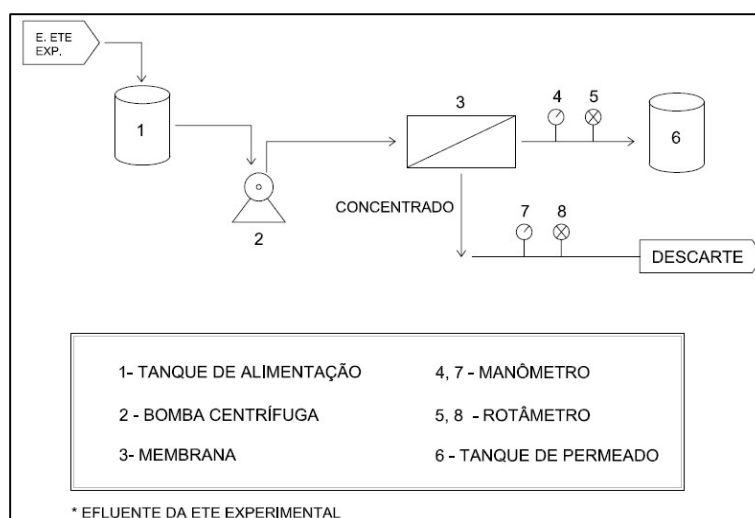 E. ETE
EXP.
1
2
3
4
5
6
CONCENTRADO
7
8
DESCARTE
1- TANQUE DE ALIMENTAÇÃO
2 - BOMBA CENTRÍFUGA
3- MEMBRANA
4, 7 - MANÔMETRO
5, 8 - ROTÂMETRO
6 - TANQUE DE PERMEADO
* EFLUENTE DA ETE EXPERIMENTAL